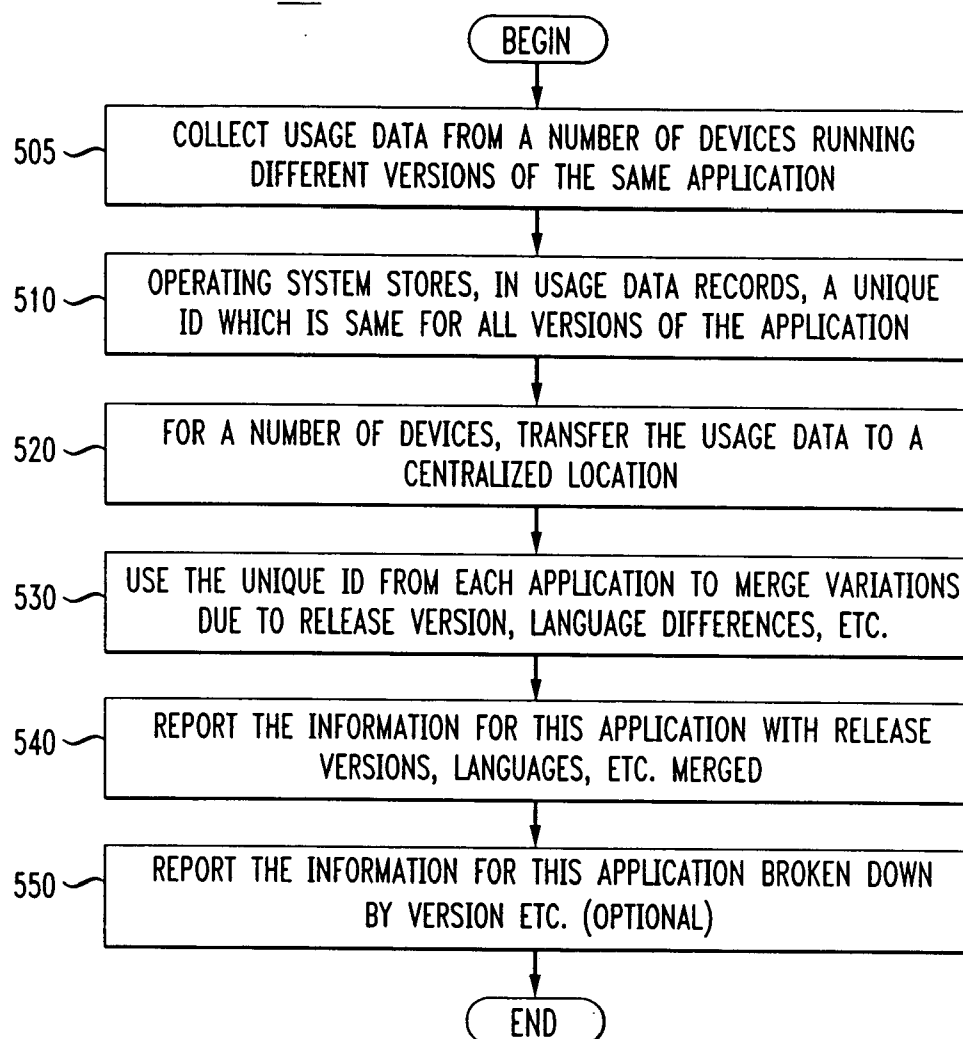 BEGIN
505
COLLECT USAGE DATA FROM A NUMBER OF DEVICES RUNNING
DIFFERENT VERSIONS OF THE SAME APPLICATION
510
OPERATING SYSTEM STORES, IN USAGE DATA RECORDS, A UNIQUE
ID WHICH IS SAME FOR ALL VERSIONS OF THE APPLICATION
520
FOR A NUMBER OF DEVICES, TRANSFER THE USAGE DATA TO A
CENTRALIZED LOCATION
530
USE THE UNIQUE ID FROM EACH APPLICATION TO MERGE VARIATIONS
DUE TO RELEASE VERSION, LANGUAGE DIFFERENCES, ETC.
540
REPORT THE INFORMATION FOR THIS APPLICATION WITH RELEASE
VERSIONS, LANGUAGES, ETC. MERGED
550
REPORT THE INFORMATION FOR THIS APPLICATION BROKEN DOWN
BY VERSION ETC. (OPTIONAL)
END